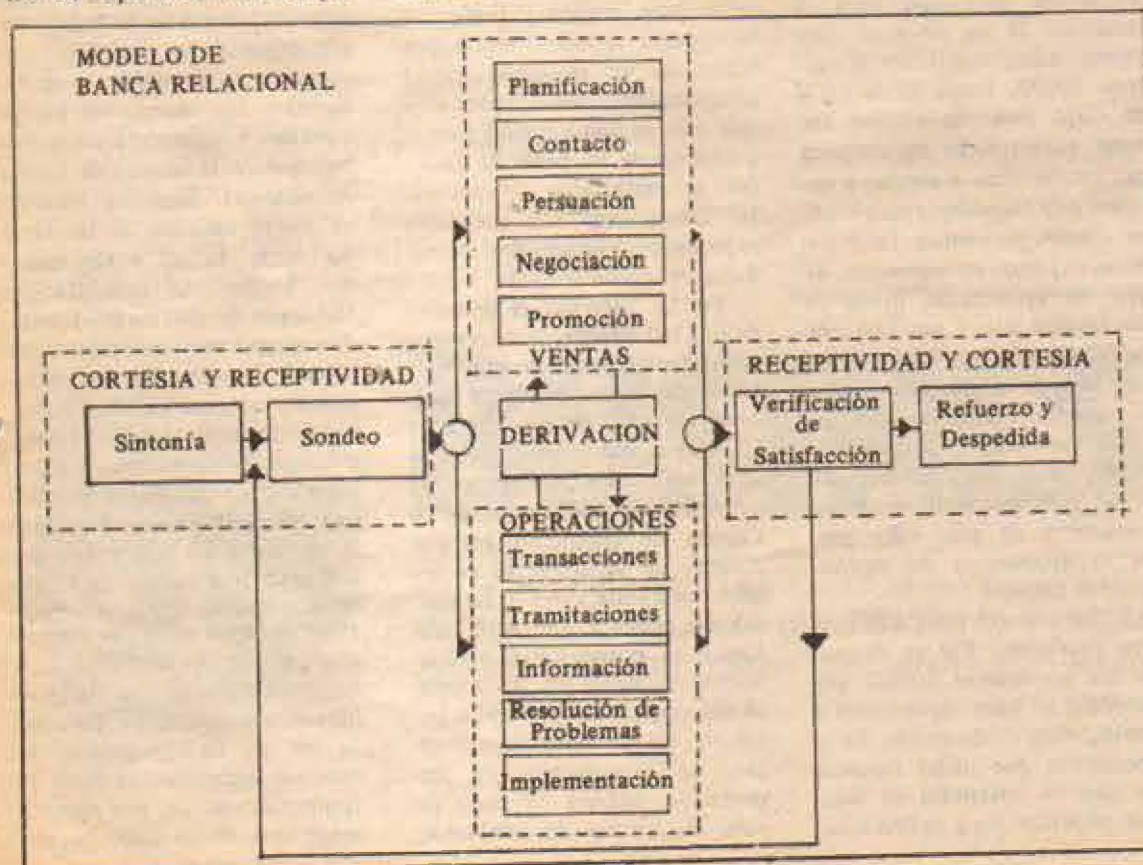 MODELO DE
BANCA RELACIONAL
Planificación
Contacto
Persuación
Negociación
Promoción
VENTAS
CORTESIA Y RECEPTIVIDAD
Sintonía
Sondeo
DERIVACION
RECEPTIVIDAD Y CORTESIA
Verificación
de
Satisfacción
Refuerzo y
Despedida
OPERACIONES
Transacciones
Tramitaciones
Información
Resolución de
Problemas
Implementación